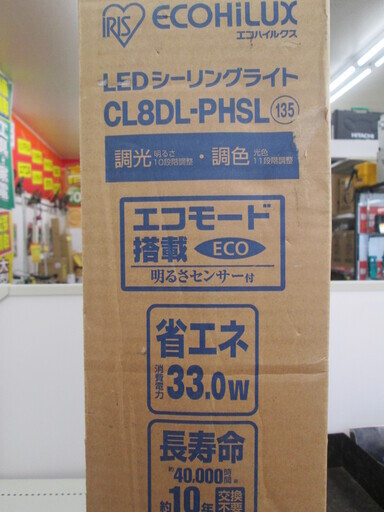 IRIS ECOHiLUX
エコハイルクス
LEDシーリングライト
CL8DL-PHSL 135
調光 明るさ 10段階調整 ・ 調色 光色 11段階調整
エコモード
搭載 ECO
明るさセンサー付
省エネ
消費電力 33.0W
長寿命
約40,000時間※
約10年 交換不要
HITACHI